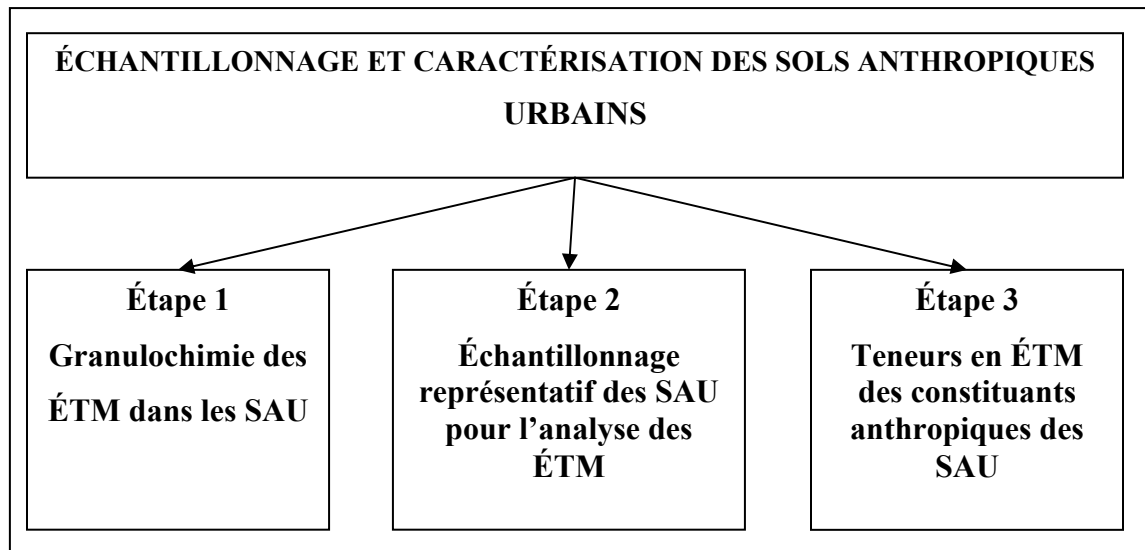 ÉCHANTILLONNAGE ET CARACTÉRISATION DES SOLS ANTHROPIQUES
URBAINS
Étape 1
Granulochimie des
ÉTM dans les SAU
Étape 2
Échantillonnage
représentatif des SAU
pour l’analyse des
ÉTM
Étape 3
Teneurs en ÉTM
des constituants
anthropiques des
SAU